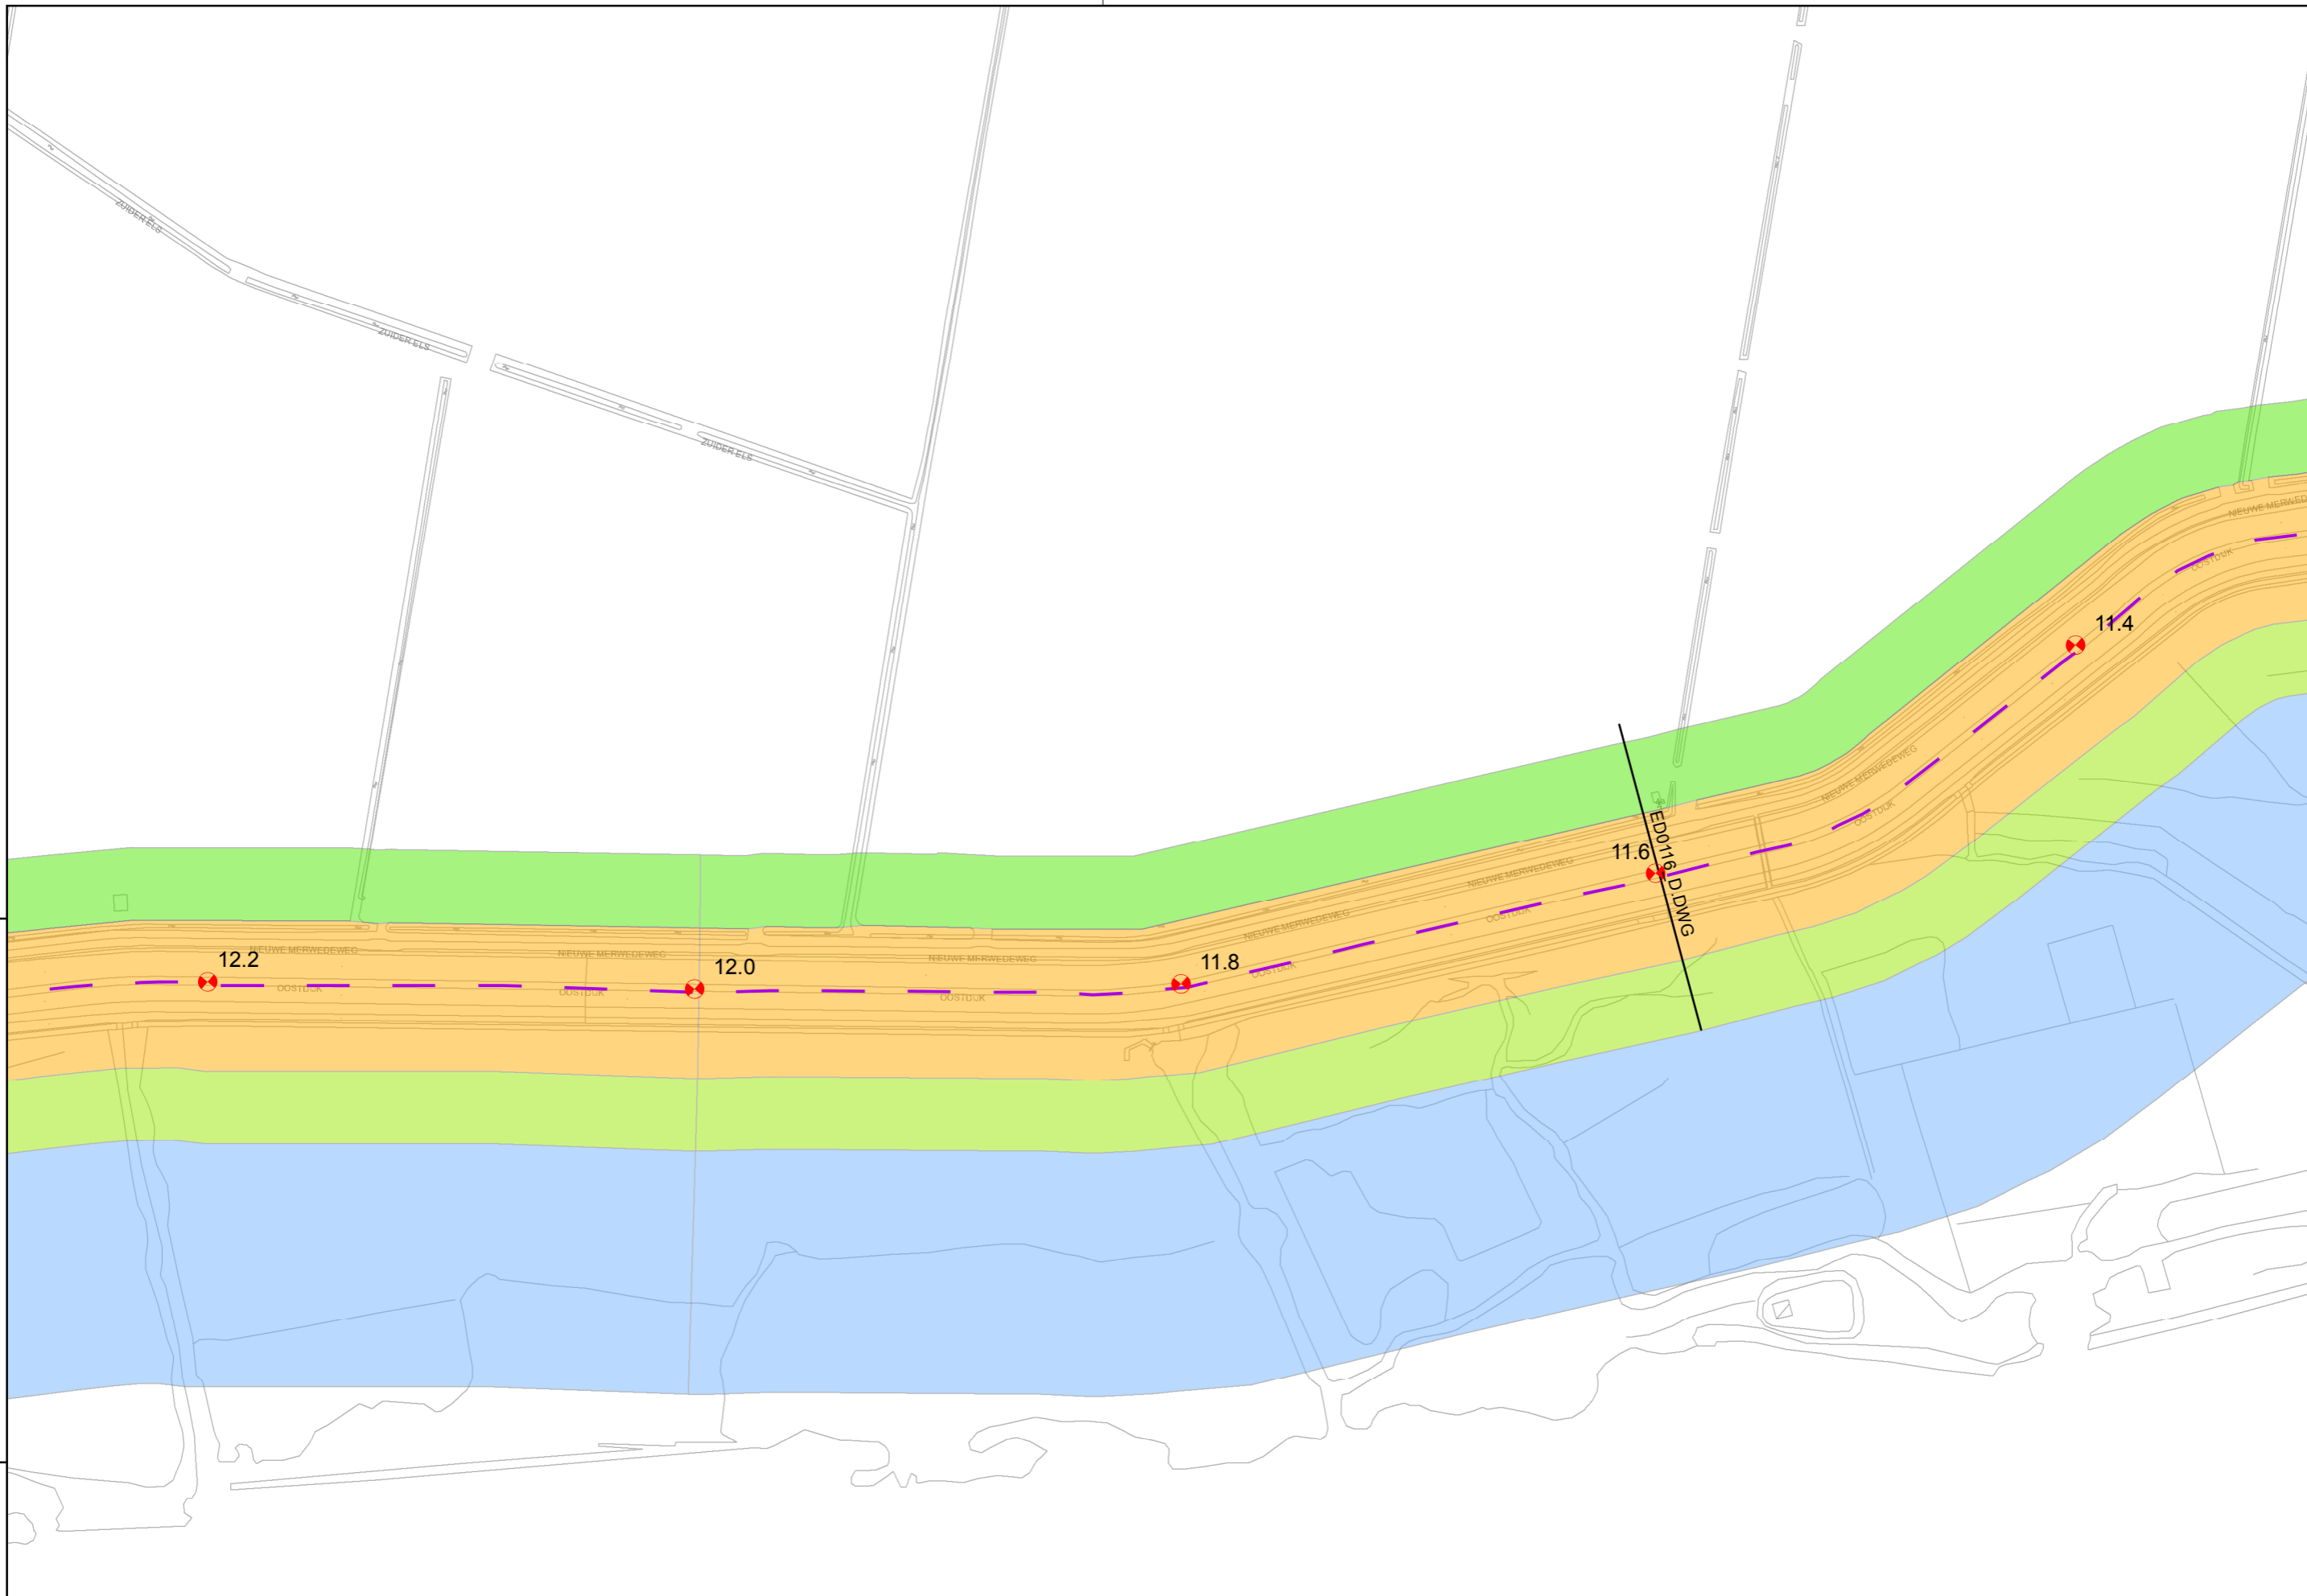 ZUIDER ELS
ZUIDER ELS
ZUIDER ELS
NIEUWE MERWED
OOSTDIJK
11.4
NIEUWE MERWEDEWEG
OOSTDIJK
ED0116_D.DWG
11.6
NIEUWE MERWEDEWEG
OOSTDIJK
NIEUWE MERWEDEWEG
OOSTDIJK
11.8
NIEUWE MERWEDEWEG
NIEUWE MERWEDEWEG
NIEUWE MERWEDEWEG
12.2
12.0
OOSTDIJK
OOSTDIJK
OOSTDIJK